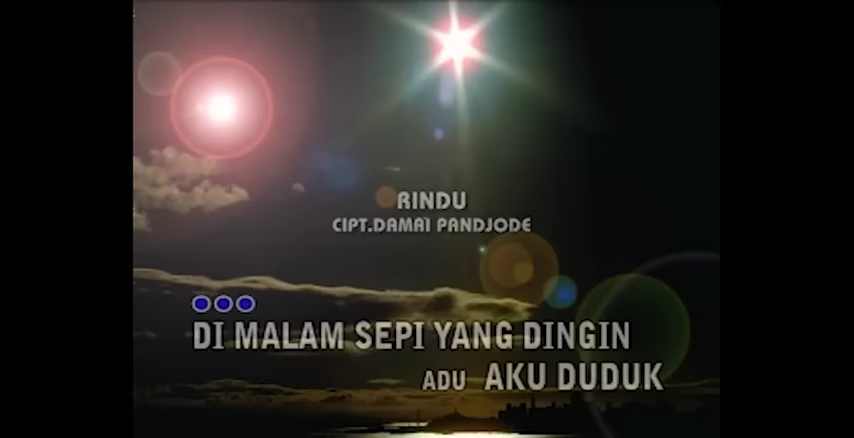 RINDU
CIPT.DAMAI PANDJODE
DI MALAM SEPI YANG DINGIN
ADU AKU DUDUK